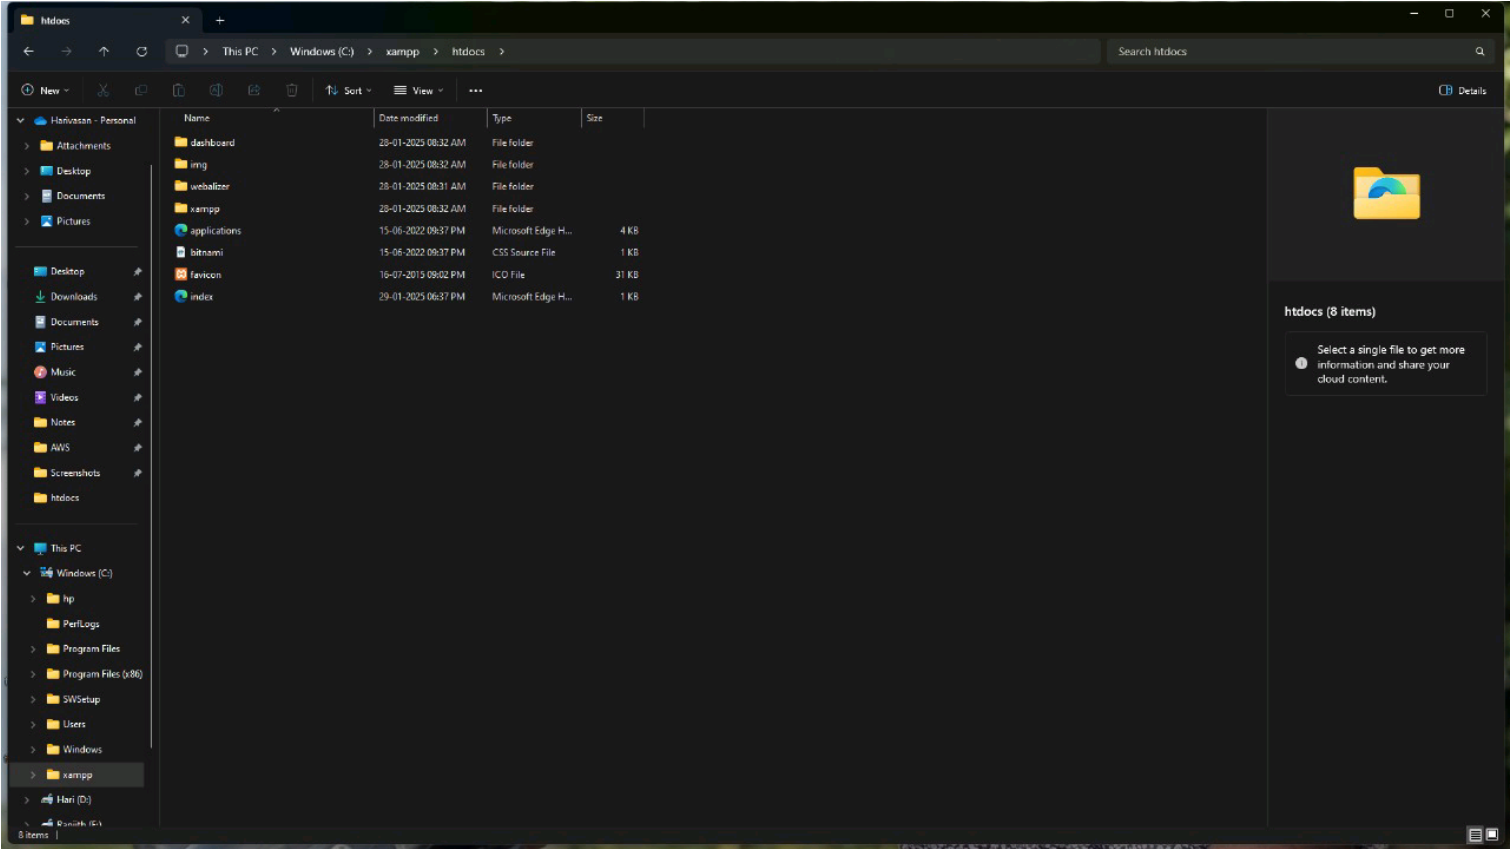 htdocs
This PC > Windows (C:) > xampp > htdocs >
Search htdocs
New
Sort
View
Details
Harivasan - Personal
Attachments
Desktop
Documents
Pictures
Desktop
Downloads
Documents
Pictures
Music
Videos
Notes
AWS
Screenshots
htdocs
This PC
Windows (C:)
hp
PerfLogs
Program Files
Program Files (x86)
SWSetup
Users
Windows
xampp
Hari (D:)
Ranjith (E:)
8 items
Name Date modified Type Size
dashboard 28-01-2025 08:32 AM File folder
img 28-01-2025 08:32 AM File folder
webalizer 28-01-2025 08:31 AM File folder
xampp 28-01-2025 08:32 AM File folder
applications 15-06-2022 09:37 PM Microsoft Edge H... 4 KB
bitnami 15-06-2022 09:37 PM CSS Source File 1 KB
favicon 16-07-2015 09:02 PM ICO File 31 KB
index 29-01-2025 06:37 PM Microsoft Edge H... 1 KB
htdocs (8 items)
Select a single file to get more
information and share your
cloud content.